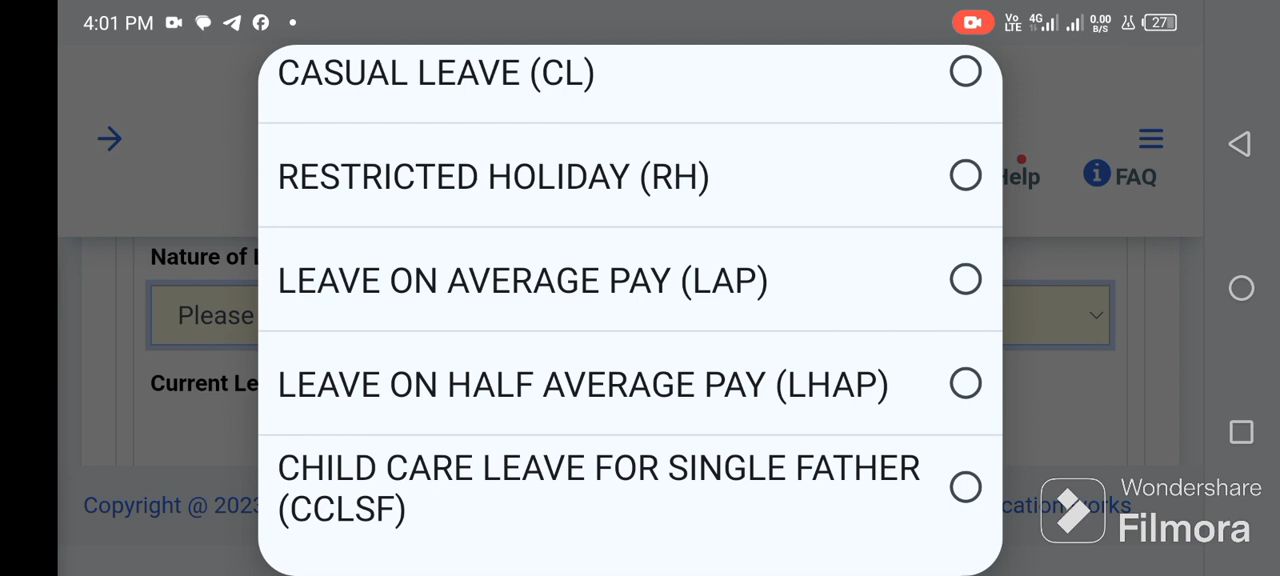 4:01 PM
Vo LTE 4G 0.00 B/S 27
CASUAL LEAVE (CL)
RESTRICTED HOLIDAY (RH)
Help FAQ
Nature of
LEAVE ON AVERAGE PAY (LAP)
Please
Current Le
LEAVE ON HALF AVERAGE PAY (LHAP)
CHILD CARE LEAVE FOR SINGLE FATHER
(CCLSF)
Copyright @ 2023
Wondershare
Filmora